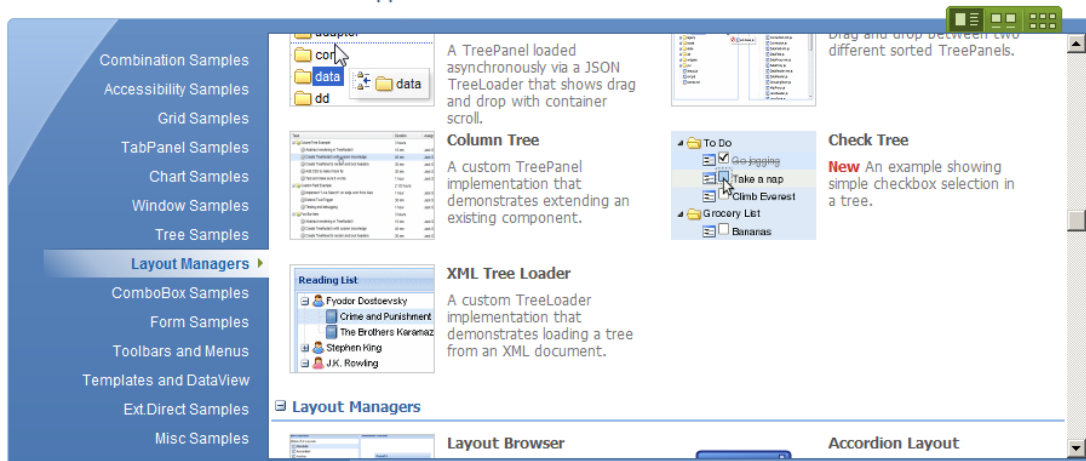 Combination Samples
Accessibility Samples
Grid Samples
TabPanel Samples
Chart Samples
Window Samples
Tree Samples
Layout Managers
ComboBox Samples
Form Samples
Toolbars and Menus
Templates and DataView
Ext.Direct Samples
Misc Samples
data
dd
data
A TreePanel loaded
asynchronously via a JSON
TreeLoader that shows drag
and drop with container
scroll.
Drag and drop between two
different sorted TreePanels.
Column Tree
A custom TreePanel
implementation that
demonstrates extending an
existing component.
To Do
Go jogging
Take a nap
Climb Everest
Grocery List
Bananas
Check Tree
New An example showing
simple checkbox selection in
a tree.
Reading List
Fyodor Dostoevsky
Crime and Punishment
The Brothers Karamaz
Stephen King
J.K. Rowling
XML Tree Loader
A custom TreeLoader
implementation that
demonstrates loading a tree
from an XML document.
Layout Managers
Layout Browser
Accordion Layout